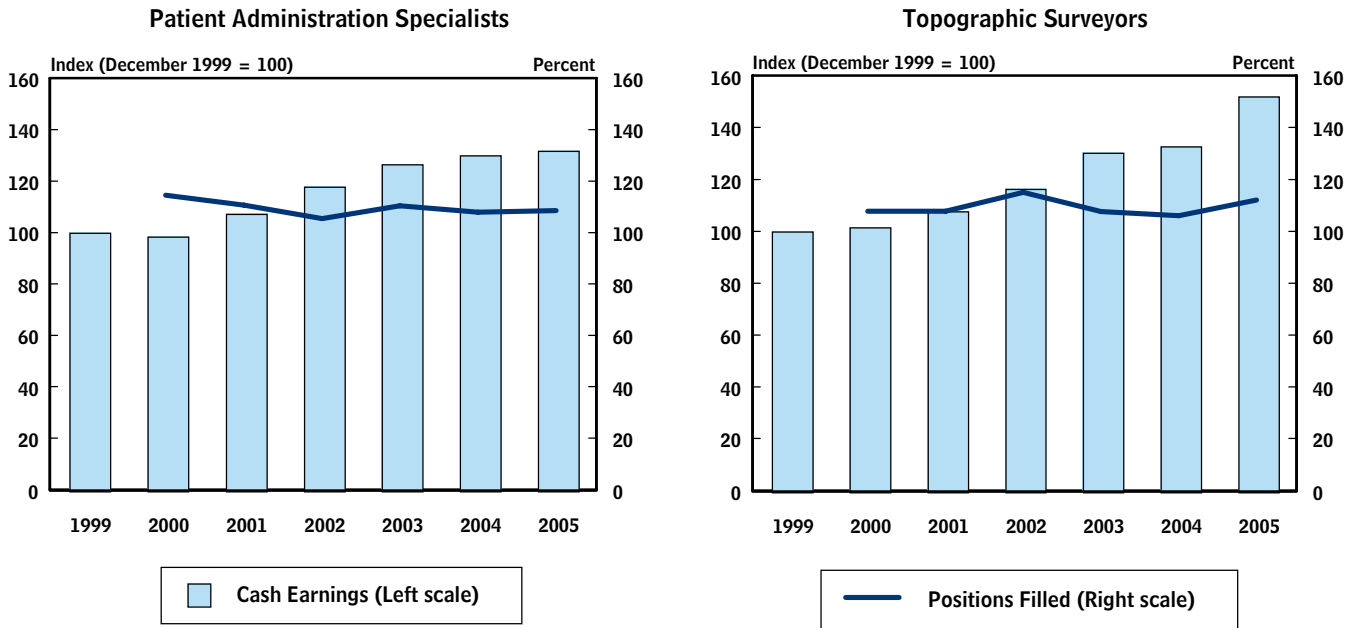 Patient Administration Specialists
Index (December 1999 = 100) Percent
160 160
140 140
120 120
100 100
80 80
60 60
40 40
20 20
0 0
1999 2000 2001 2002 2003 2004 2005
Cash Earnings (Left scale)
Topographic Surveyors
Index (December 1999 = 100) Percent
160 160
140 140
120 120
100 100
80 80
60 60
40 40
20 20
0 0
1999 2000 2001 2002 2003 2004 2005
Positions Filled (Right scale)